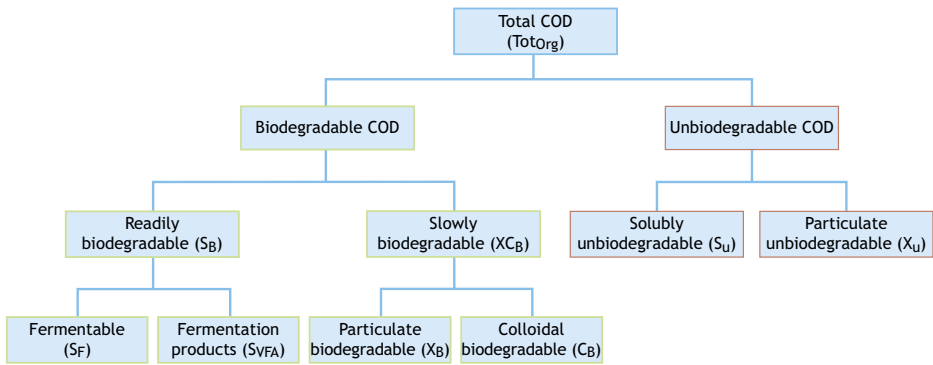 Total COD
(TotOrg)
Biodegradable COD
Unbiodegradable COD
Readily
biodegradable (SB)
Slowly
biodegradable (XCB)
Solubly
unbiodegradable (Su)
Particulate
unbiodegradable (Xu)
Fermentable
(SF)
Fermentation
products (SVFA)
Particulate
biodegradable (XB)
Colloidal
biodegradable (CB)